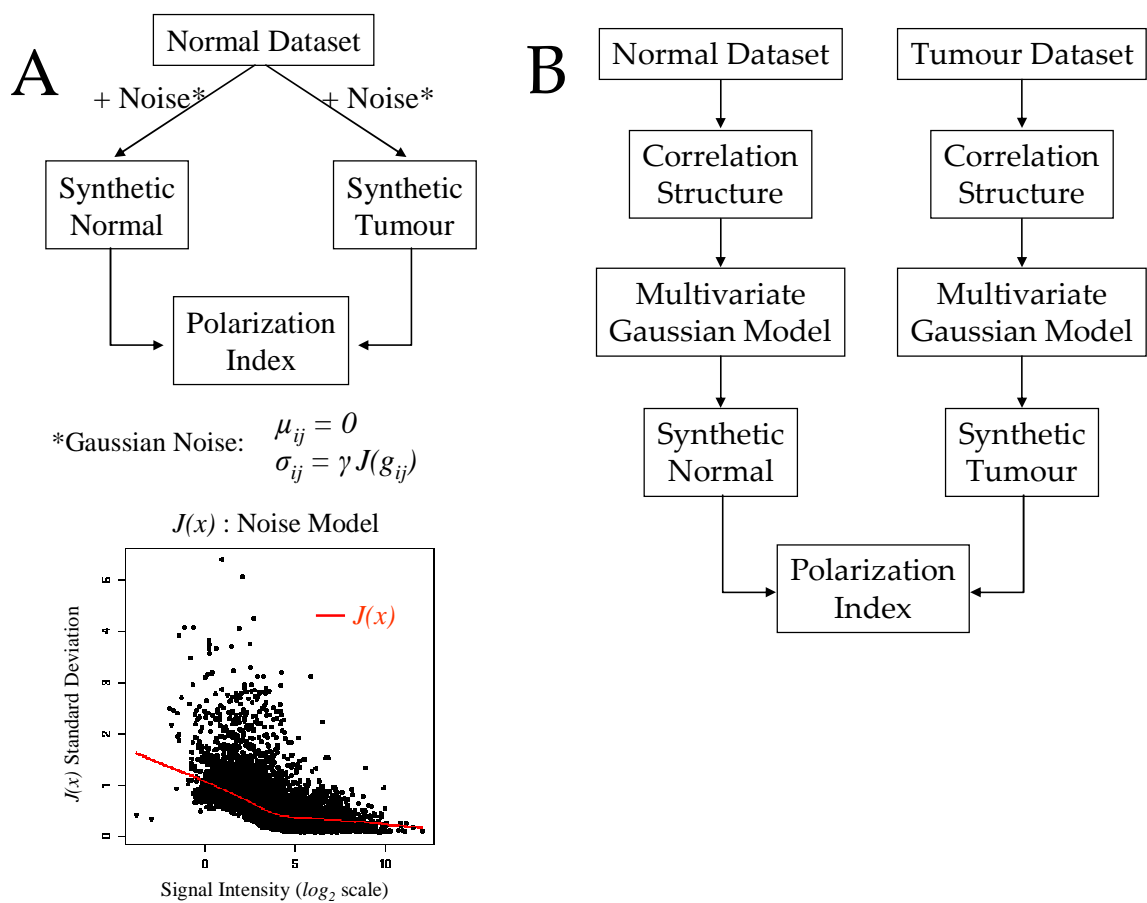 A
Normal Dataset
+ Noise*
+ Noise*
Synthetic
Normal
Synthetic
Tumour
Polarization
Index
*Gaussian Noise:
μij = 0
σij = γ J(gij)
J(x) : Noise Model
J(x)
J(x) Standard Deviation
0
1
2
3
4
5
0
5
10
Signal Intensity (log2 scale)
B
Normal Dataset
Tumour Dataset
Correlation
Structure
Correlation
Structure
Multivariate
Gaussian Model
Multivariate
Gaussian Model
Synthetic
Normal
Synthetic
Tumour
Polarization
Index